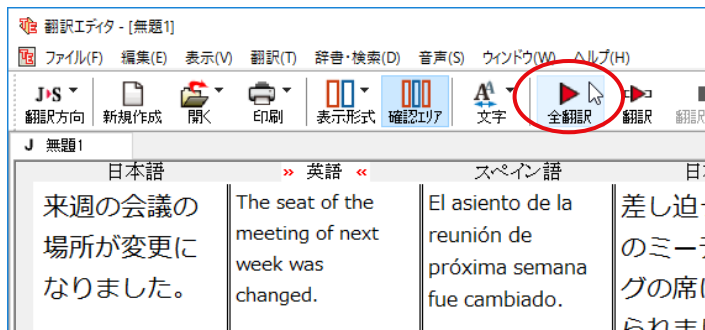 翻訳エディタ - [無題1]
ファイル(F) 編集(E) 表示(V) 翻訳(T) 辞書・検索(D) 音声(S) ウィンドウ(W) ヘルプ(H)
J▸S
翻訳方向 新規作成 開く 印刷 表示形式 確認エリア 文字 全翻訳 翻訳 翻訳
J 無題1
日本語 » 英語 « スペイン語
来週の会議の
場所が変更に
なりました。
The seat of the
meeting of next
week was
changed.
El asiento de la
reunión de
próxima semana
fue cambiado.
差し迫
のミー
グの席
られま